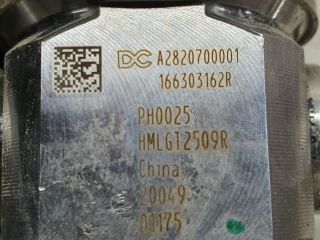 DC A2820700001
166303162R
PH0025
HMLGT2509R
China
20049
01175